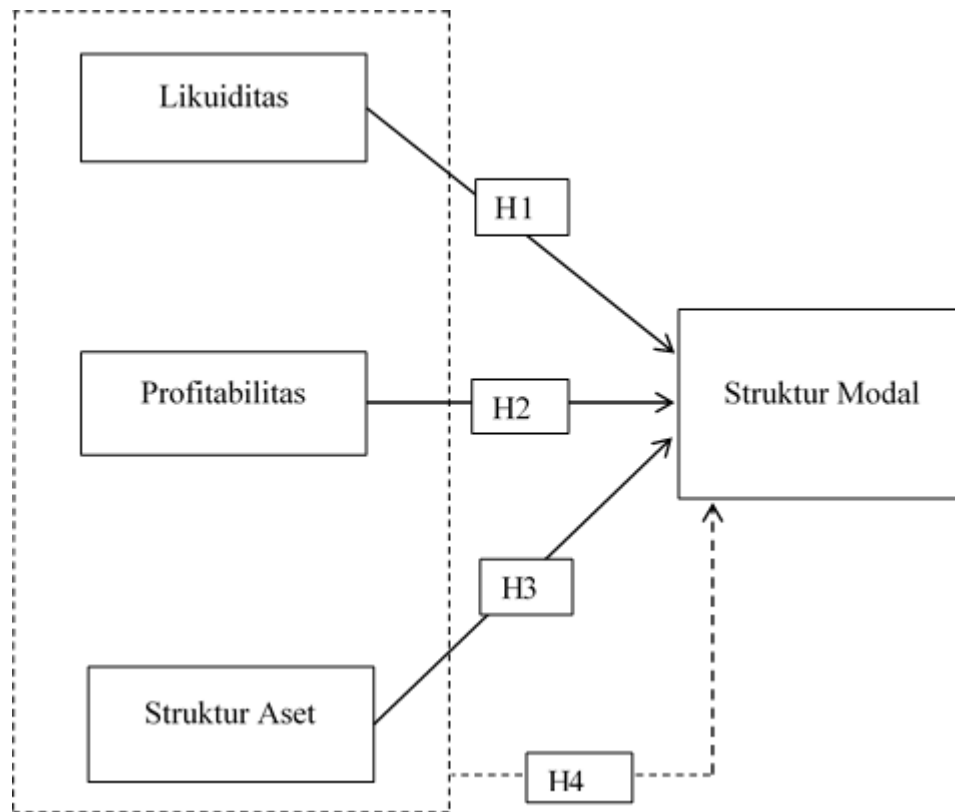 Likuiditas
H1
Profitabilitas
H2
Struktur Modal
H3
Struktur Aset
H4